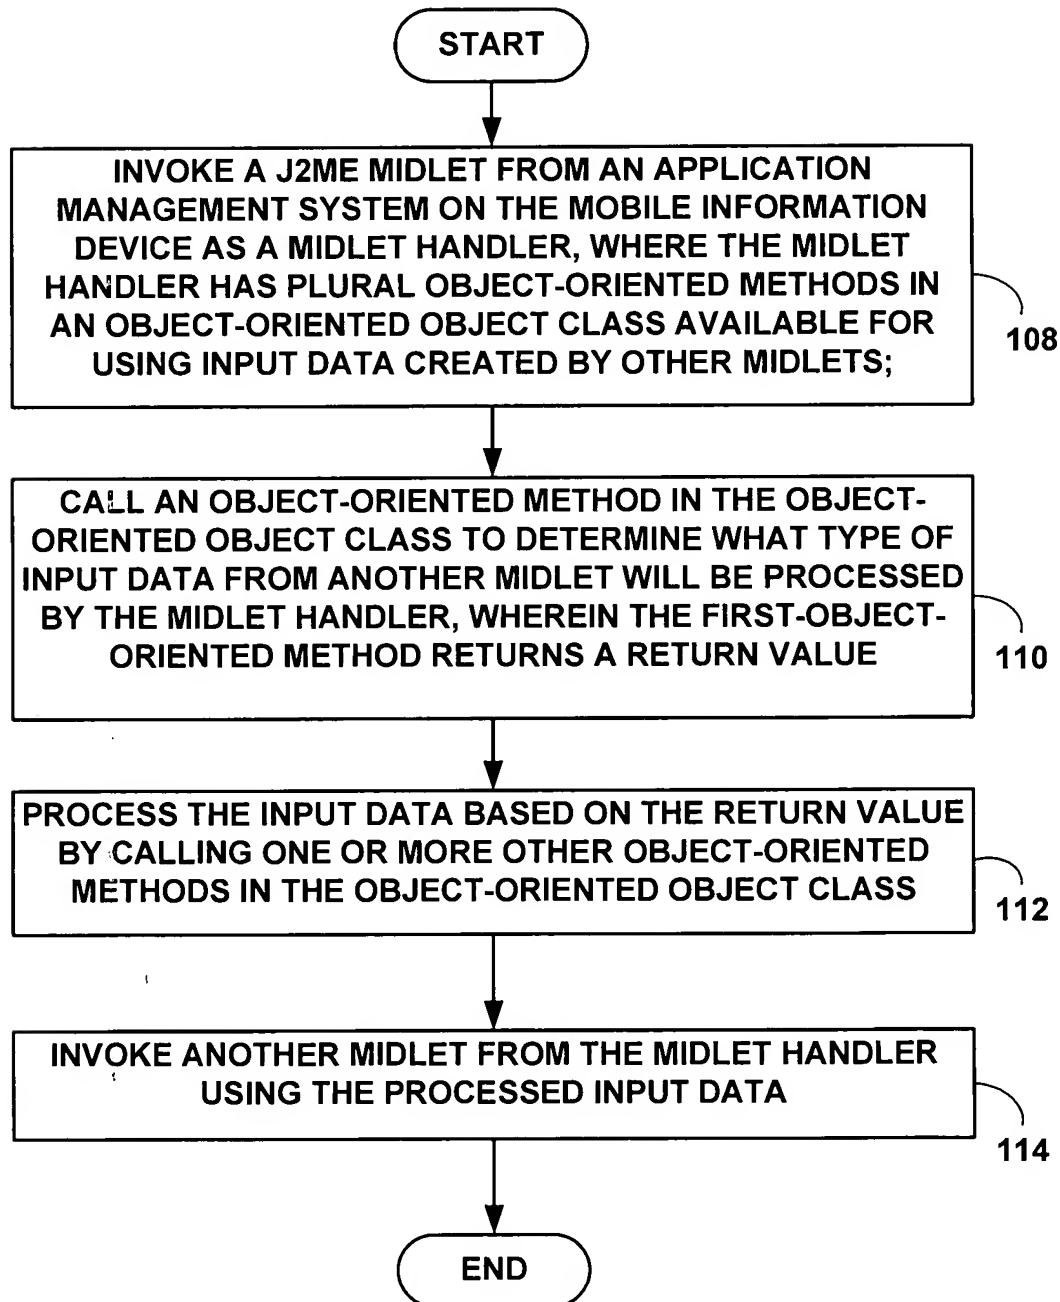 START
INVOKE A J2ME MIDLET FROM AN APPLICATION
MANAGEMENT SYSTEM ON THE MOBILE INFORMATION
DEVICE AS A MIDLET HANDLER, WHERE THE MIDLET
HANDLER HAS PLURAL OBJECT-ORIENTED METHODS IN
AN OBJECT-ORIENTED OBJECT CLASS AVAILABLE FOR
USING INPUT DATA CREATED BY OTHER MIDLETS;
108
CALL AN OBJECT-ORIENTED METHOD IN THE OBJECT-
ORIENTED OBJECT CLASS TO DETERMINE WHAT TYPE OF
INPUT DATA FROM ANOTHER MIDLET WILL BE PROCESSED
BY THE MIDLET HANDLER, WHEREIN THE FIRST-OBJECT-
ORIENTED METHOD RETURNS A RETURN VALUE
110
PROCESS THE INPUT DATA BASED ON THE RETURN VALUE
BY CALLING ONE OR MORE OTHER OBJECT-ORIENTED
METHODS IN THE OBJECT-ORIENTED OBJECT CLASS
112
INVOKE ANOTHER MIDLET FROM THE MIDLET HANDLER
USING THE PROCESSED INPUT DATA
114
END